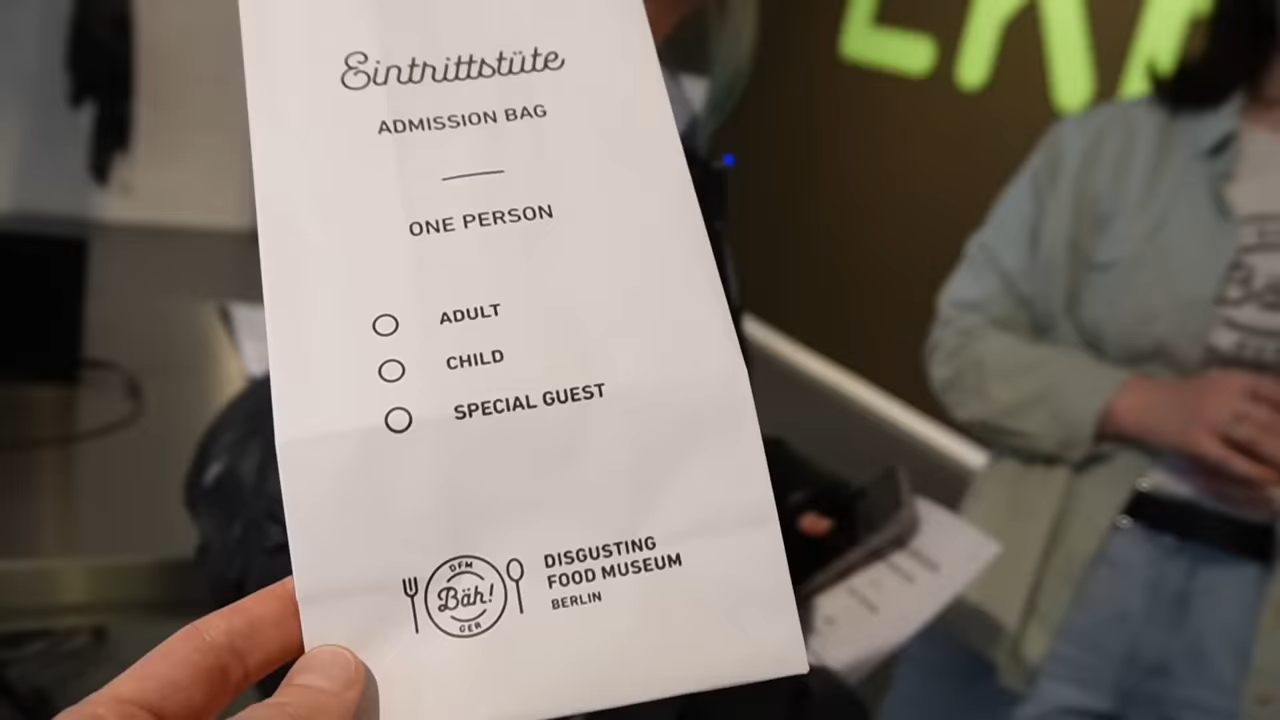 Eintrittstüte
ADMISSION BAG
ONE PERSON
ADULT
CHILD
SPECIAL GUEST
DFM
Bäh!
GER
DISGUSTING
FOOD MUSEUM
BERLIN